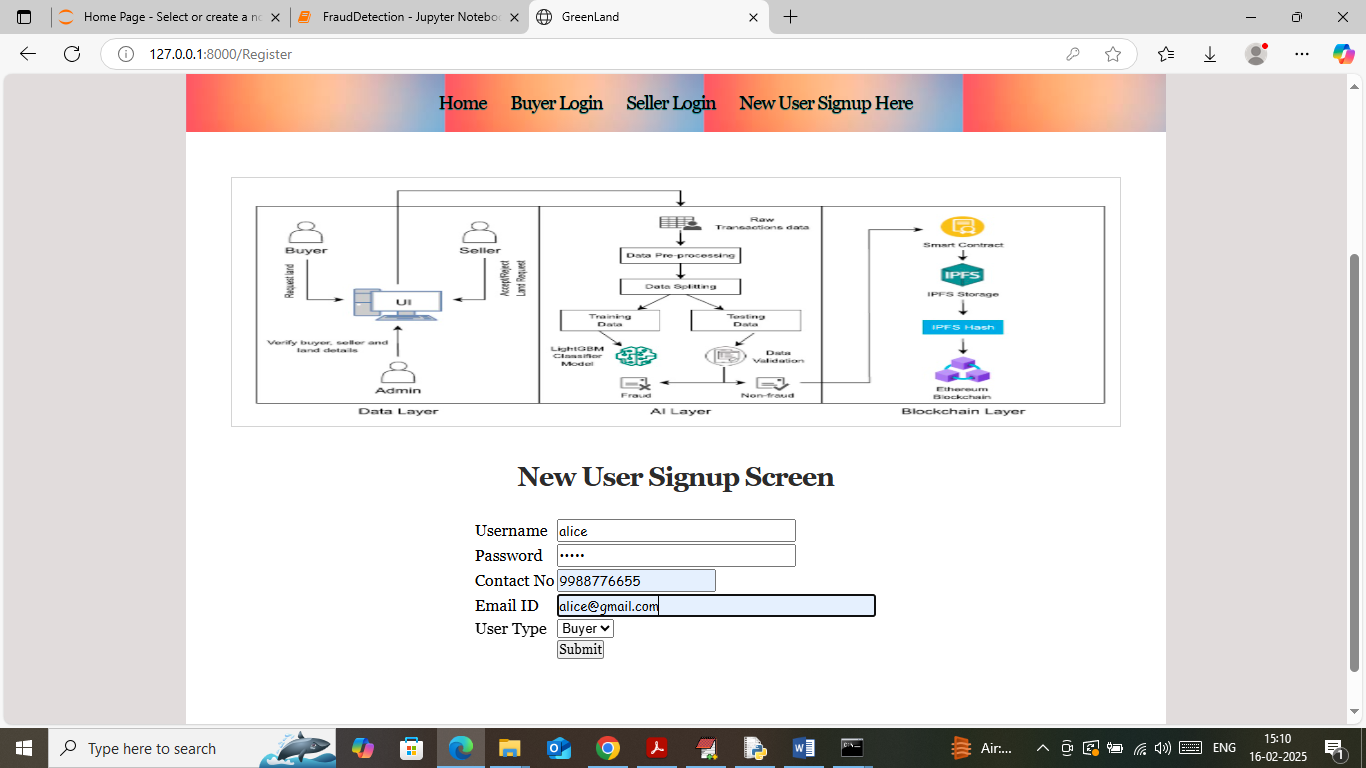 Home Page - Select or create a no
FraudDetection - Jupyter Noteboo
GreenLand
127.0.0.1:8000/Register
Home Buyer Login Seller Login New User Signup Here
Buyer
Seller
Request land
Accept/Reject
Land Request
UI
Verify buyer, seller and
land details
Admin
Data Layer
Raw
Transactions data
Data Pre-processing
Data Splitting
Training
Data
Testing
Data
LightGBM
Classifier
Model
Data
Validation
Fraud
Non-fraud
AI Layer
Smart Contract
IPFS
IPFS Storage
IPFS Hash
Ethereum
Blockchain
Blockchain Layer
New User Signup Screen
Username alice
Password •••••
Contact No 9988776655
Email ID alice@gmail.com
User Type Buyer
Submit
Type here to search
Air:...
ENG
15:10
16-02-2025
1